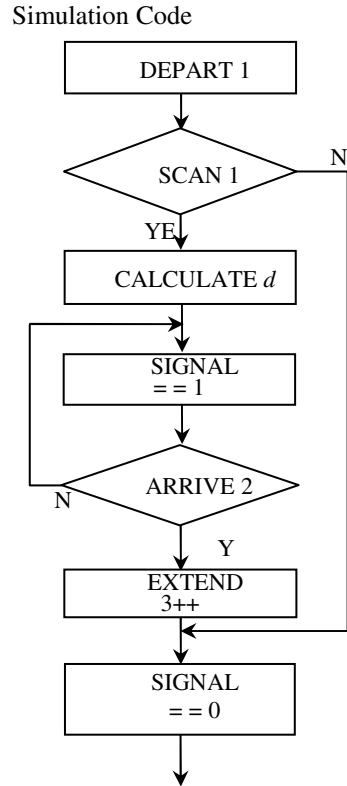 Simulation Code
DEPART 1
N
SCAN 1
YE
CALCULATE d
SIGNAL
= = 1
ARRIVE 2
N
Y
EXTEND
3++
SIGNAL
= = 0